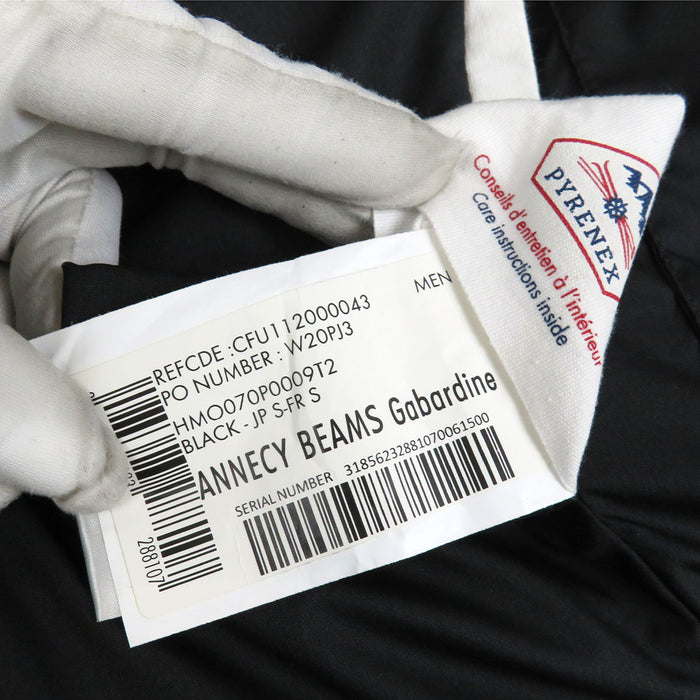 PYRENEX
Conseils d'entretien à l'intérieur
Care instructions inside
MEN
REFCDE :CFU112000043
PO NUMBER : W20PJ3
HMO070P0009T2
BLACK - JP S-FR S
ANNECY BEAMS Gabardine
SERIAL NUMBER 31856232881070061500
288107